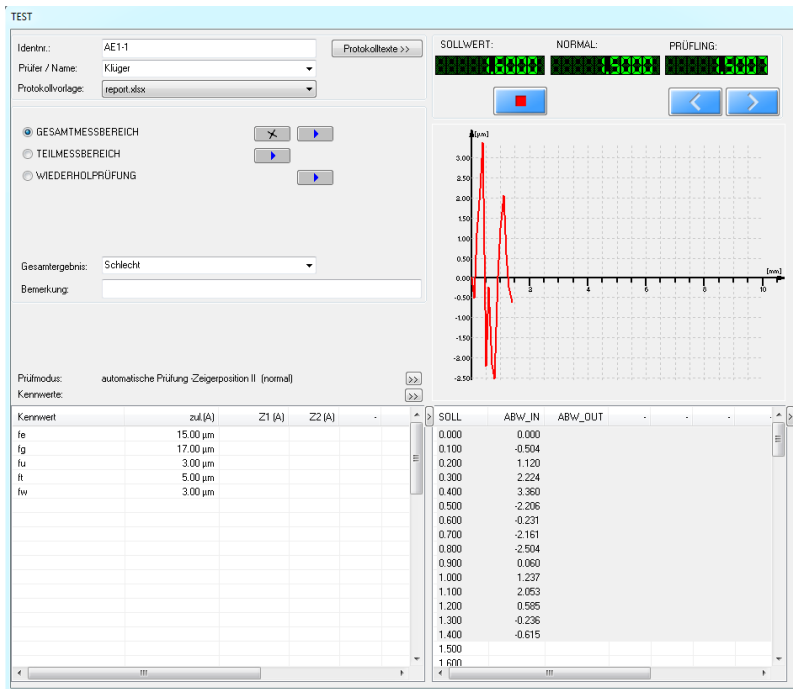 TEST
Identnr.: AE1-1 Protokolltexte >>
Prüfer / Name: Klüger
Protokollvorlage: report.xlsx
SOLLWERT: NORMAL: PRÜFLING:
1.6000 1.5000 1.5007
GESAMTMESSBEREICH
TEILMESSBEREICH
WIEDERHOLPRÜFUNG
Gesamtergebnis: Schlecht
Bemerkung:
Prüfmodus: automatische Prüfung -Zeigerposition II (normal) >>
Kennwerte: >>
[µm]
3.00
2.50
2.00
1.50
1.00
0.50
0.00
-0.50
-1.00
-1.50
-2.00
-2.50
[mm]
2 4 6 8 10
Kennwert zul.(A) Z1 (A) Z2 (A) -
fe 15.00 µm
fg 17.00 µm
fu 3.00 µm
ft 5.00 µm
fw 3.00 µm
SOLL ABW_IN ABW_OUT - - - -
0.000 0.000
0.100 -0.504
0.200 1.120
0.300 2.224
0.400 3.360
0.500 -2.206
0.600 -0.231
0.700 -2.161
0.800 -2.504
0.900 0.060
1.000 1.237
1.100 2.053
1.200 0.585
1.300 -0.236
1.400 -0.615
1.500
1.600